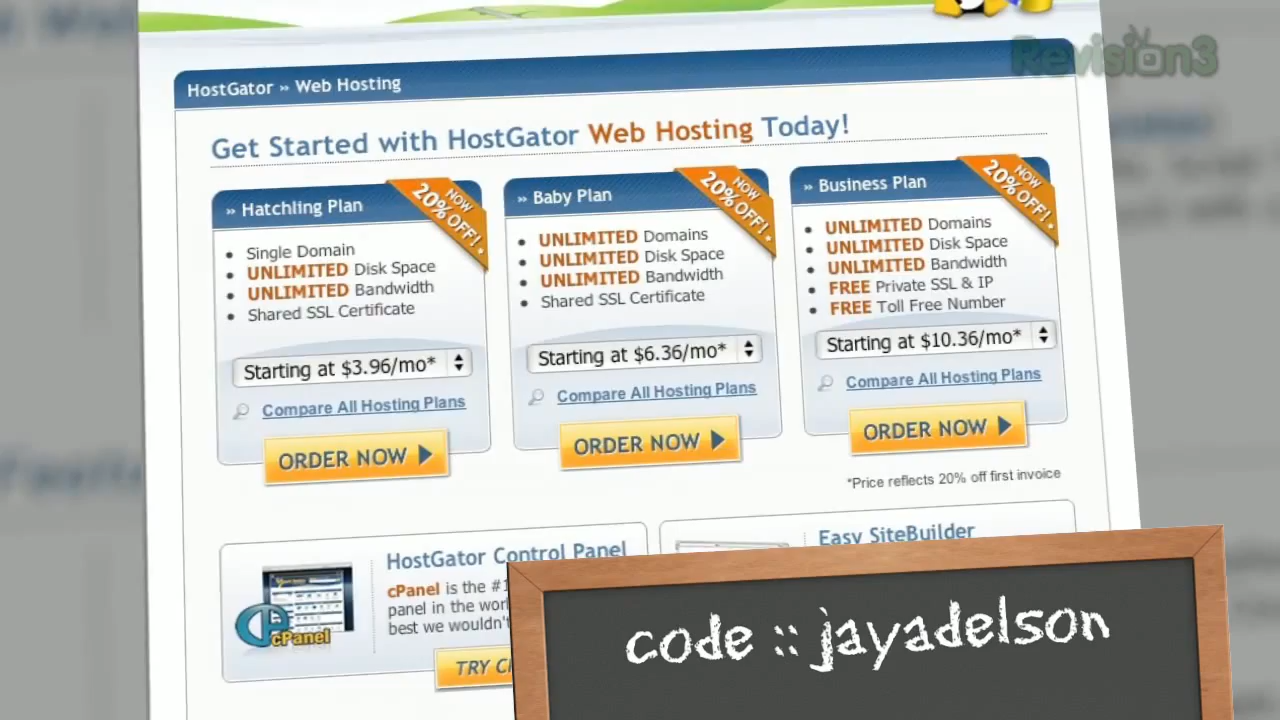 Revision3
HostGator » Web Hosting
Get Started with HostGator Web Hosting Today!
» Hatchling Plan
NOW
20% OFF!*
Single Domain
UNLIMITED Disk Space
UNLIMITED Bandwidth
Shared SSL Certificate
Starting at $3.96/mo*
Compare All Hosting Plans
ORDER NOW
» Baby Plan
NOW
20% OFF!*
UNLIMITED Domains
UNLIMITED Disk Space
UNLIMITED Bandwidth
Shared SSL Certificate
Starting at $6.36/mo*
Compare All Hosting Plans
ORDER NOW
» Business Plan
NOW
20% OFF!*
UNLIMITED Domains
UNLIMITED Disk Space
UNLIMITED Bandwidth
FREE Private SSL & IP
FREE Toll Free Number
Starting at $10.36/mo*
Compare All Hosting Plans
ORDER NOW
*Price reflects 20% off first invoice
cPanel
HostGator Control Panel
cPanel is the #1
panel in the
best we
TRY
Easy SiteBuilder
code :: jayadelson